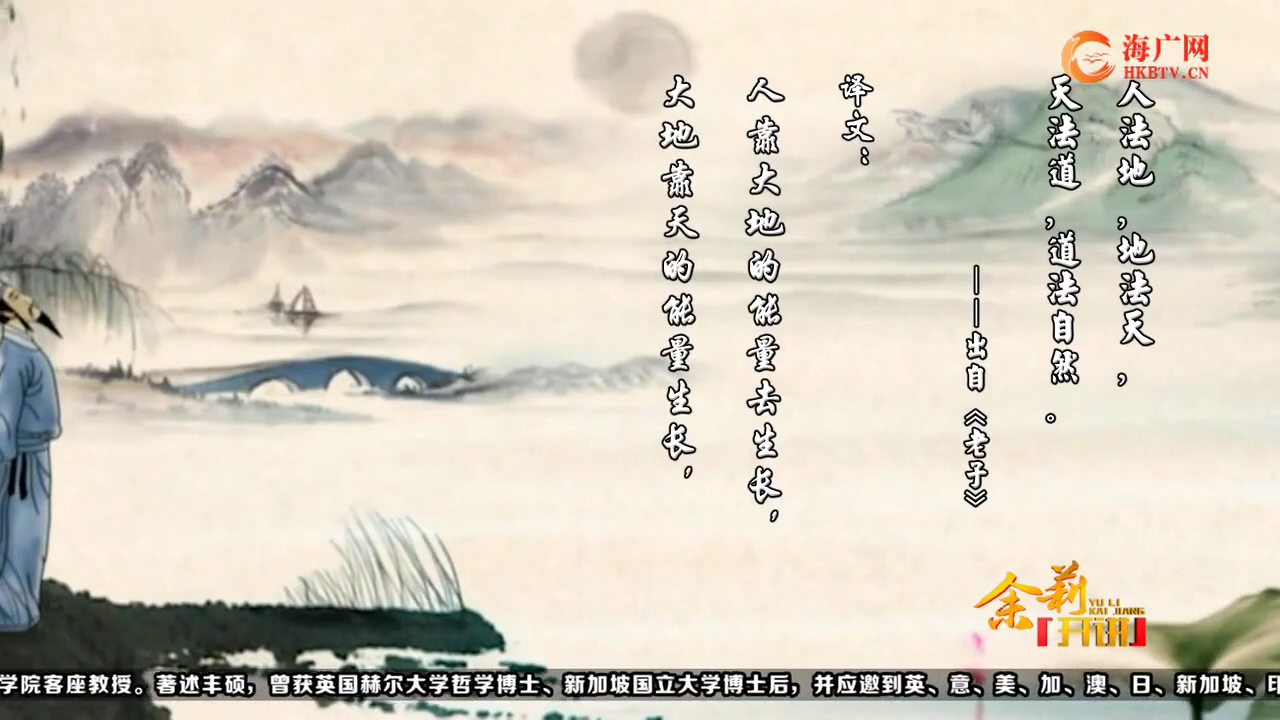 海广网
HKBTV.CN
人法地，地法天，
天法道，道法自然。
——出自《老子》
译文：
人靠大地的能量去生长，
大地靠天的能量生长，
余莉
YU LI
KAI JIANG
【开讲】
学院客座教授。著述丰硕，曾获英国赫尔大学哲学博士、新加坡国立大学博士后，并应邀到英、意、美、加、澳、日、新加坡、印